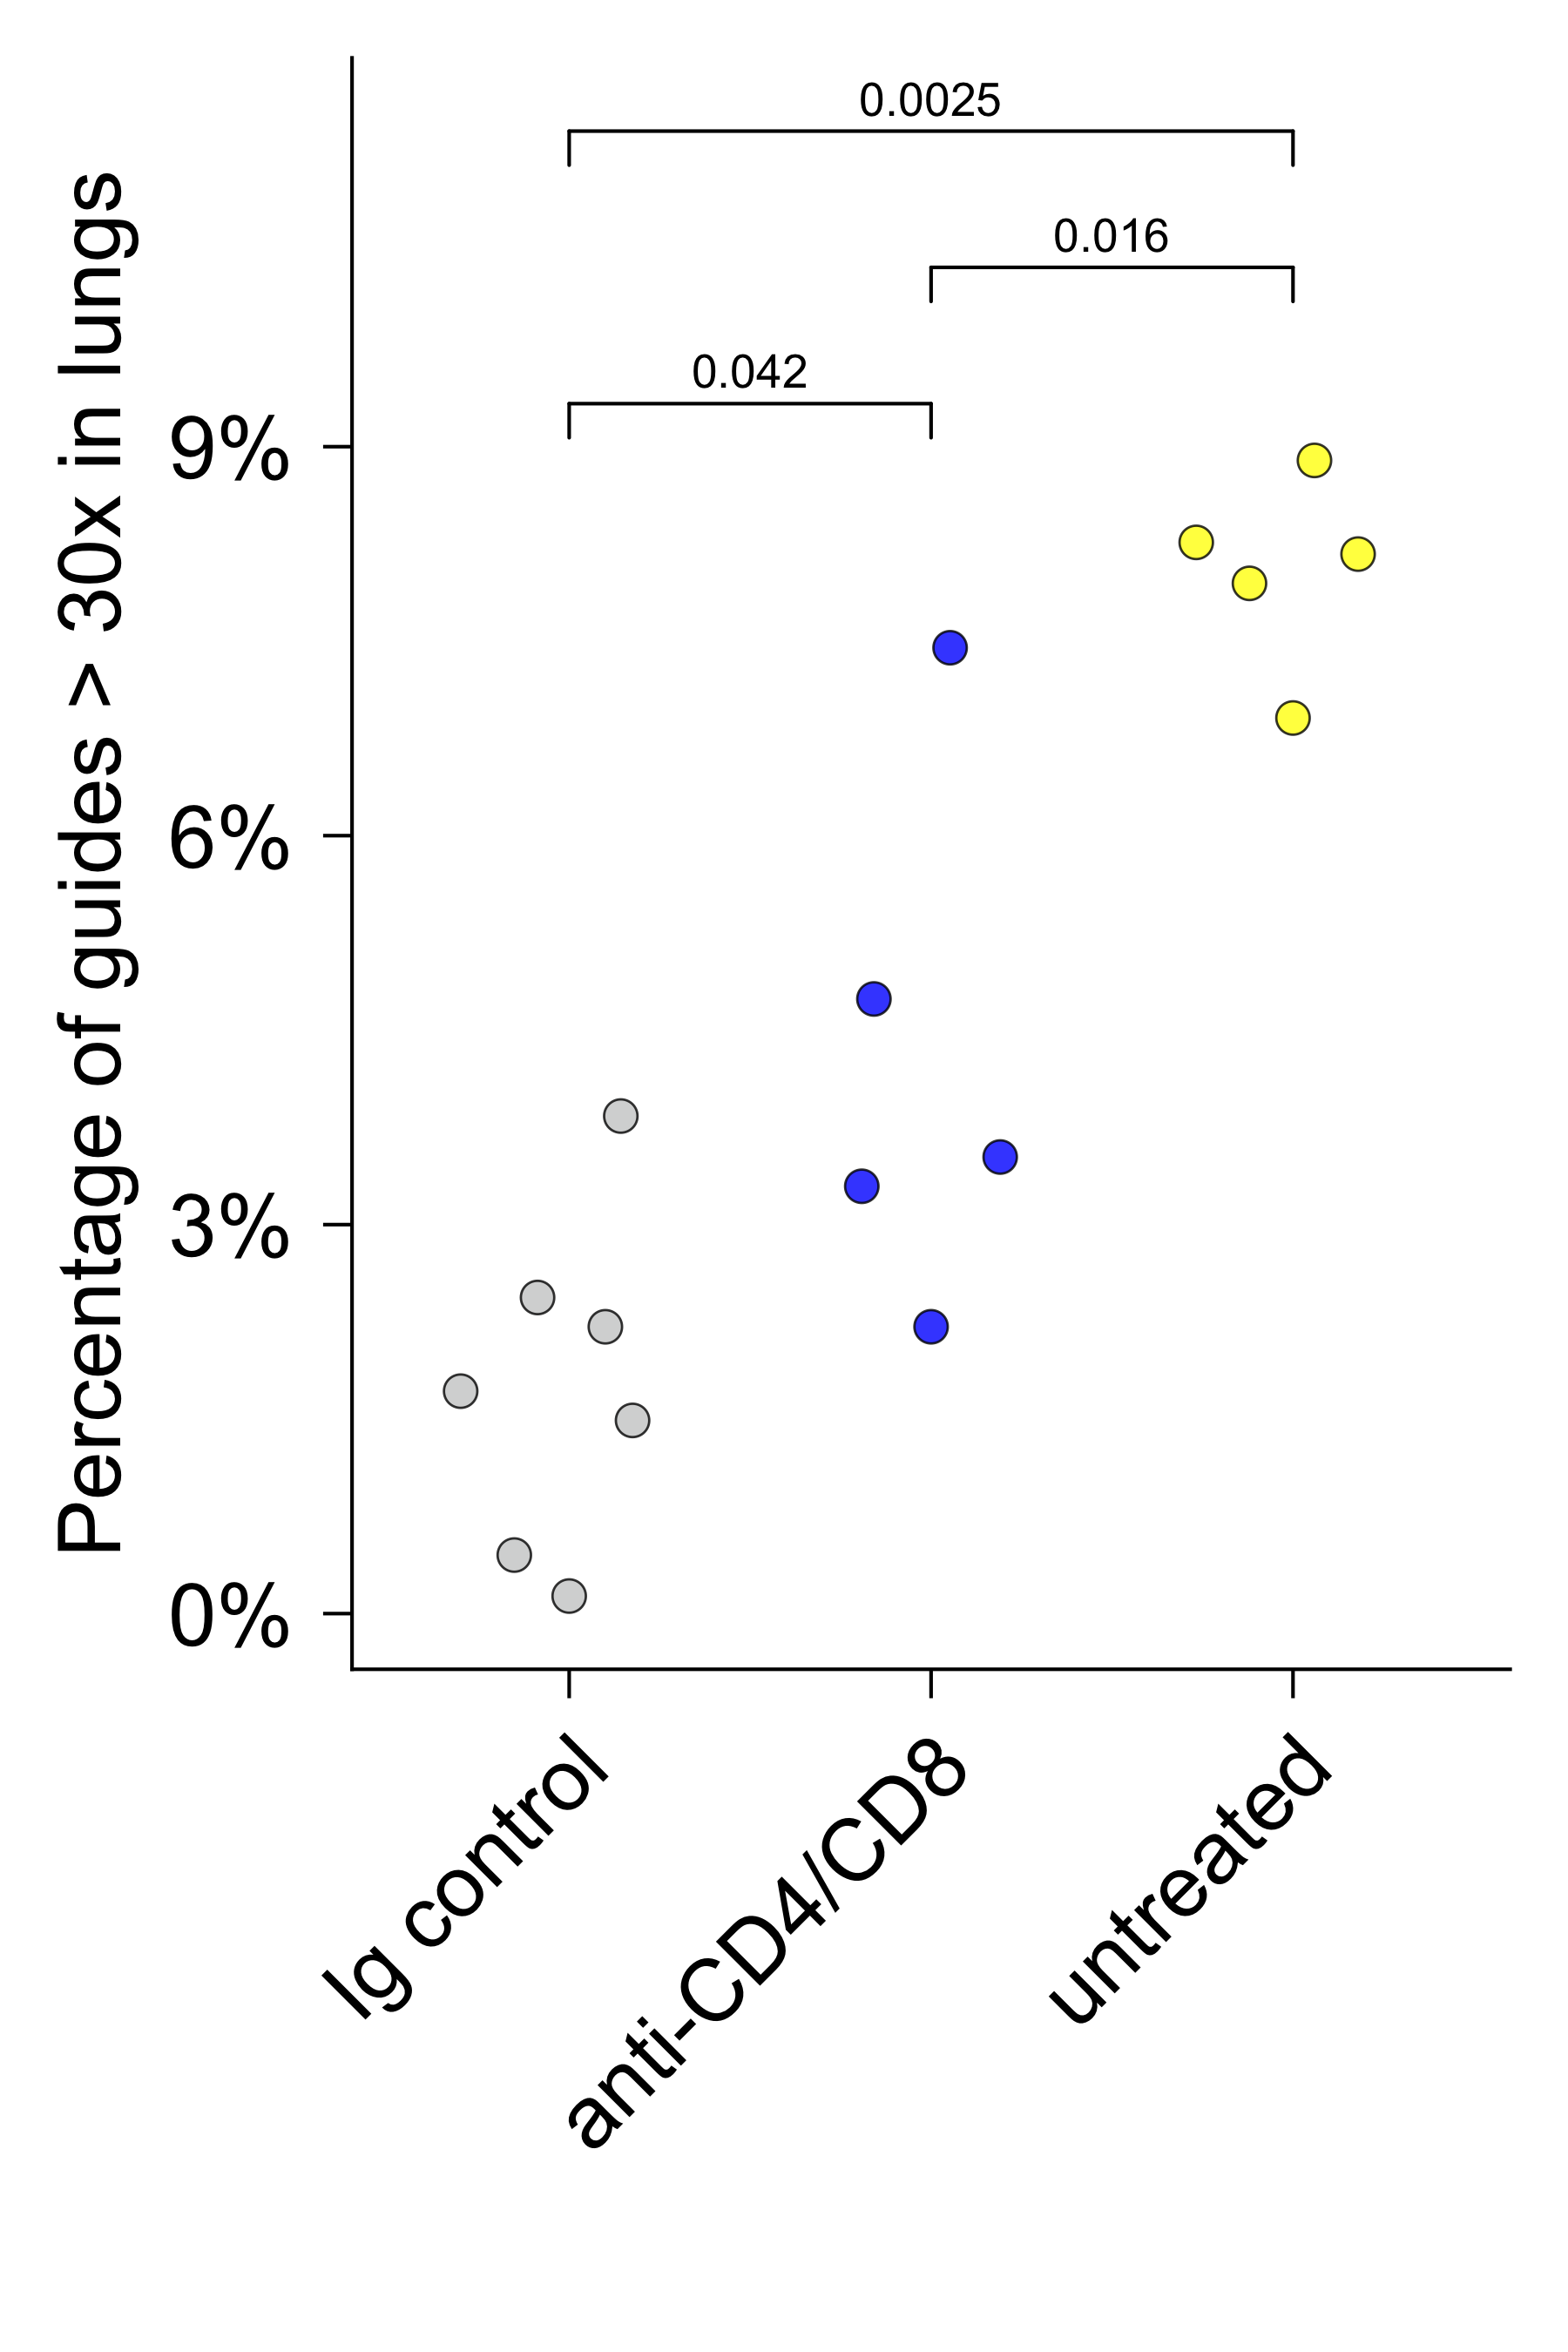 0.0025
0.016
0.042
Percentage of guides > 30x in lungs
9%
6%
3%
0%
Ig control
anti-CD4/CD8
untreated